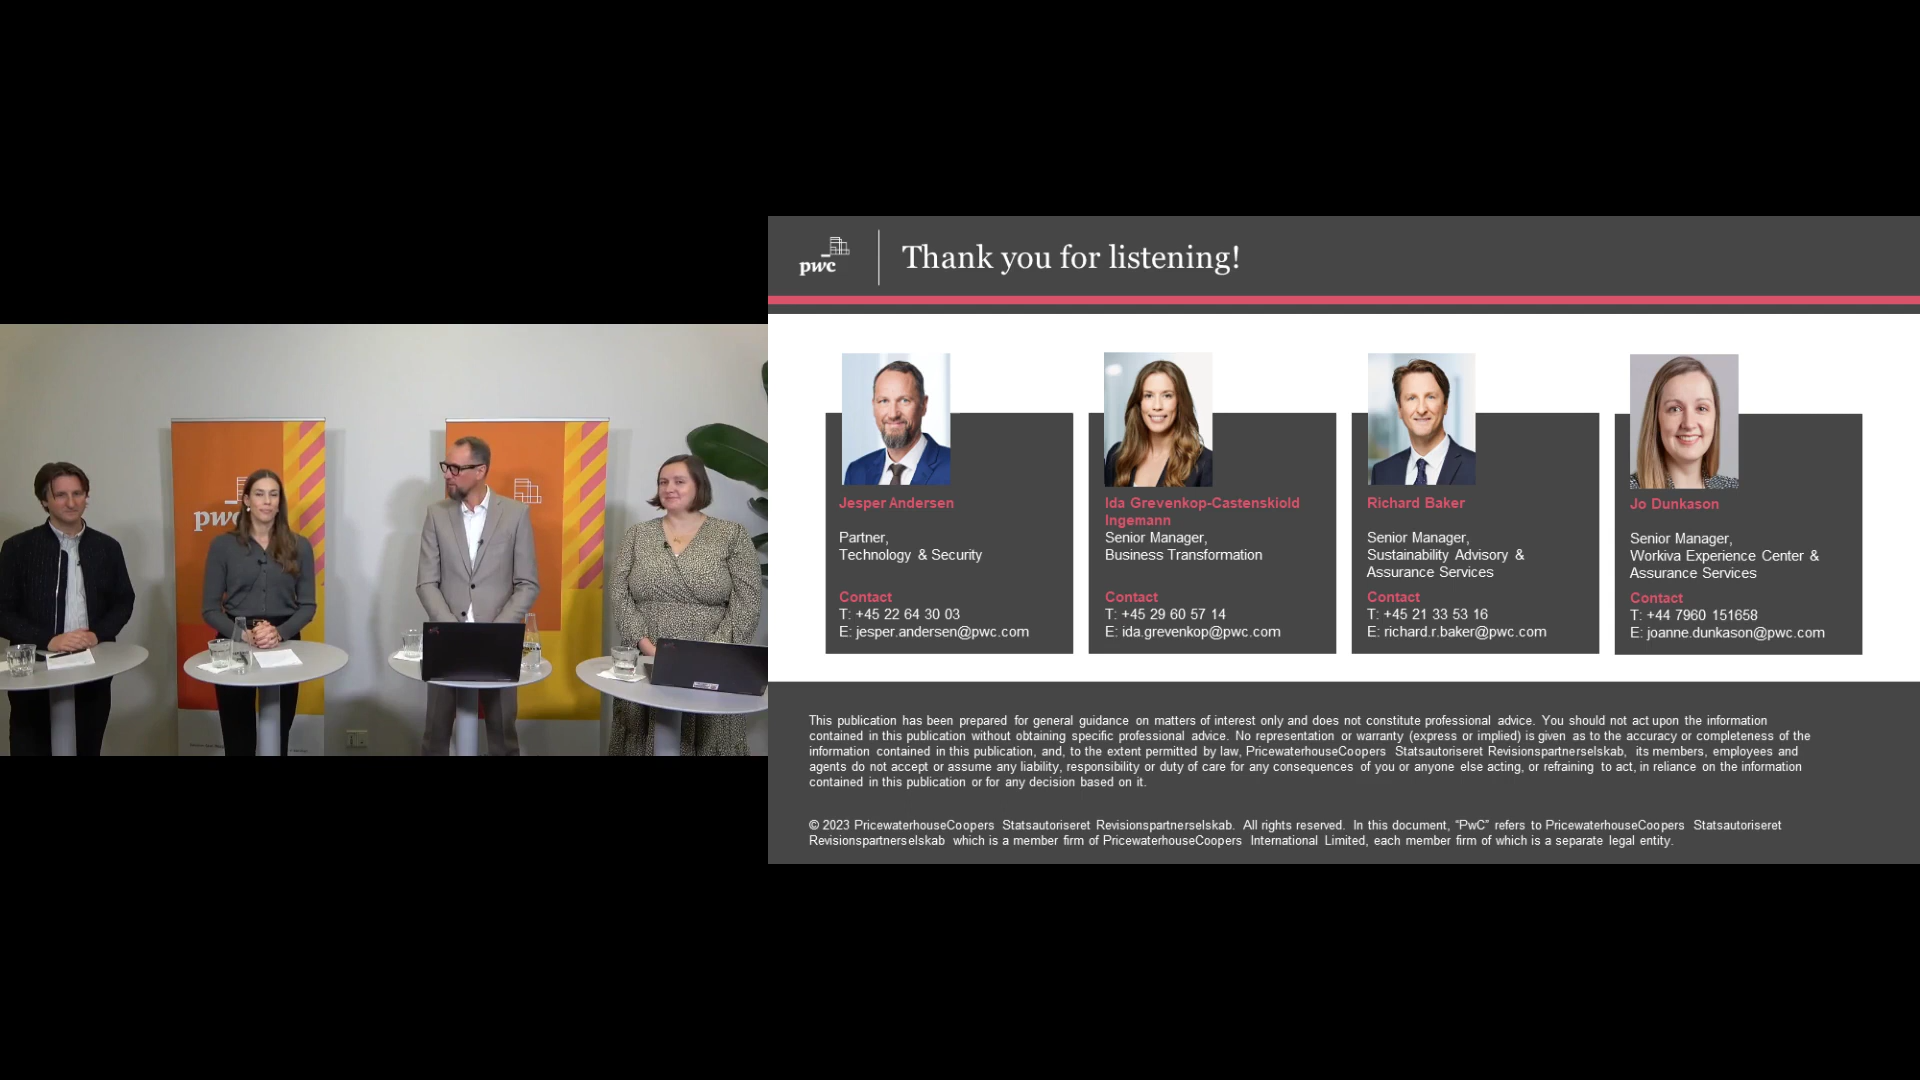 pwc
pwc
Thank you for listening!
Jesper Andersen
Partner,
Technology & Security
Contact
T: +45 22 64 30 03
E: jesper.andersen@pwc.com
Ida Grevenkop-Castenskiold
Ingemann
Senior Manager,
Business Transformation
Contact
T: +45 29 60 57 14
E: ida.grevenkop@pwc.com
Richard Baker
Senior Manager,
Sustainability Advisory &
Assurance Services
Contact
T: +45 21 33 53 16
E: richard.r.baker@pwc.com
Jo Dunkason
Senior Manager,
Workiva Experience Center &
Assurance Services
Contact
T: +44 7960 151658
E: joanne.dunkason@pwc.com
This publication has been prepared for general guidance on matters of interest only and does not constitute professional advice. You should not act upon the information
contained in this publication without obtaining specific professional advice. No representation or warranty (express or implied) is given as to the accuracy or completeness of the
information contained in this publication, and, to the extent permitted by law, PricewaterhouseCoopers Statsautoriseret Revisionspartnerselskab, its members, employees and
agents do not accept or assume any liability, responsibility or duty of care for any consequences of you or anyone else acting, or refraining to act, in reliance on the information
contained in this publication or for any decision based on it.
© 2023 PricewaterhouseCoopers Statsautoriseret Revisionspartnerselskab. All rights reserved. In this document, "PwC" refers to PricewaterhouseCoopers Statsautoriseret
Revisionspartnerselskab which is a member firm of PricewaterhouseCoopers International Limited, each member firm of which is a separate legal entity.